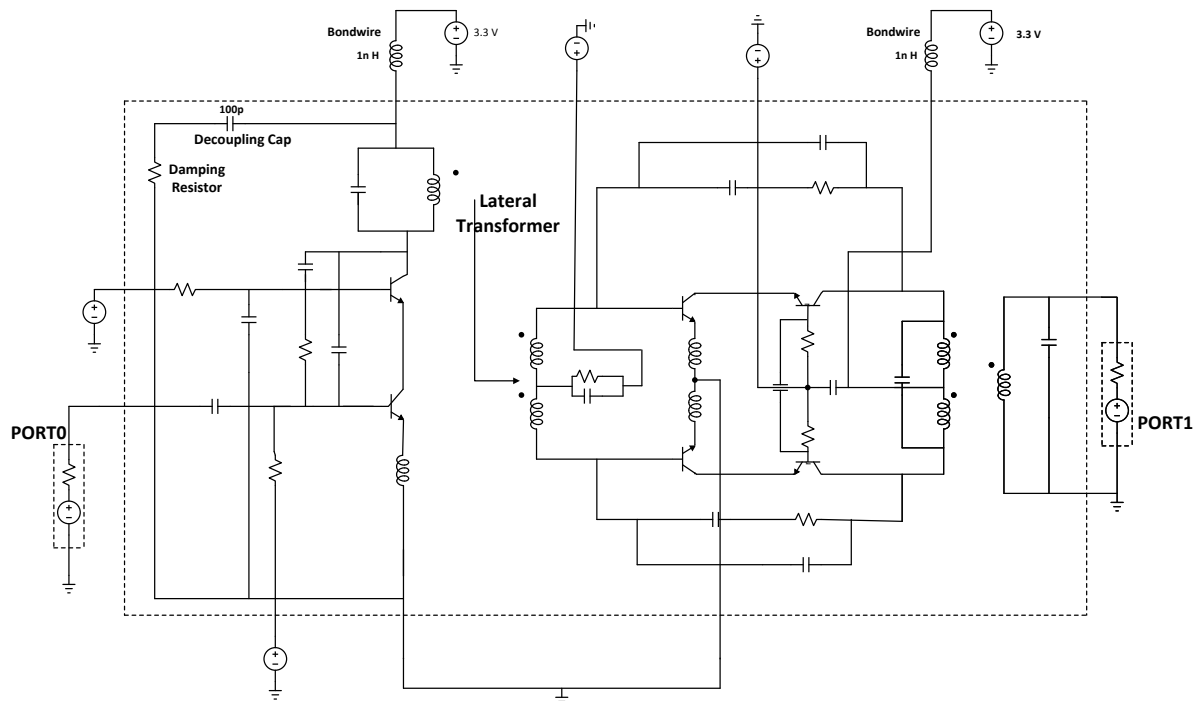 Bondwire
1n H
3.3 V
Bondwire
1n H
3.3 V
100p
Decoupling Cap
Damping
Resistor
Lateral
Transformer
PORT0
PORT1